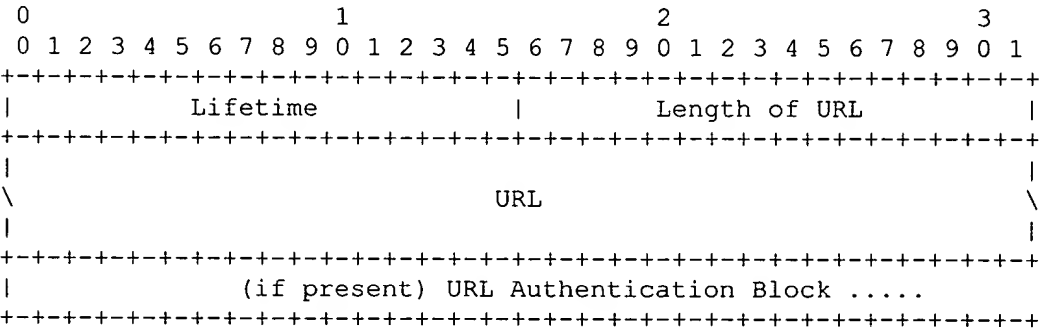 0                   1                   2                   3
 0 1 2 3 4 5 6 7 8 9 0 1 2 3 4 5 6 7 8 9 0 1 2 3 4 5 6 7 8 9 0 1
+-+-+-+-+-+-+-+-+-+-+-+-+-+-+-+-+-+-+-+-+-+-+-+-+-+-+-+-+-+-+-+-+
|          Lifetime             |        Length of URL          |
+-+-+-+-+-+-+-+-+-+-+-+-+-+-+-+-+-+-+-+-+-+-+-+-+-+-+-+-+-+-+-+-+
|                                                               |
\                              URL                              \
|                                                               |
+-+-+-+-+-+-+-+-+-+-+-+-+-+-+-+-+-+-+-+-+-+-+-+-+-+-+-+-+-+-+-+-+
|              (if present) URL Authentication Block .....
+-+-+-+-+-+-+-+-+-+-+-+-+-+-+-+-+-+-+-+-+-+-+-+-+-+-+-+-+-+-+-+-+